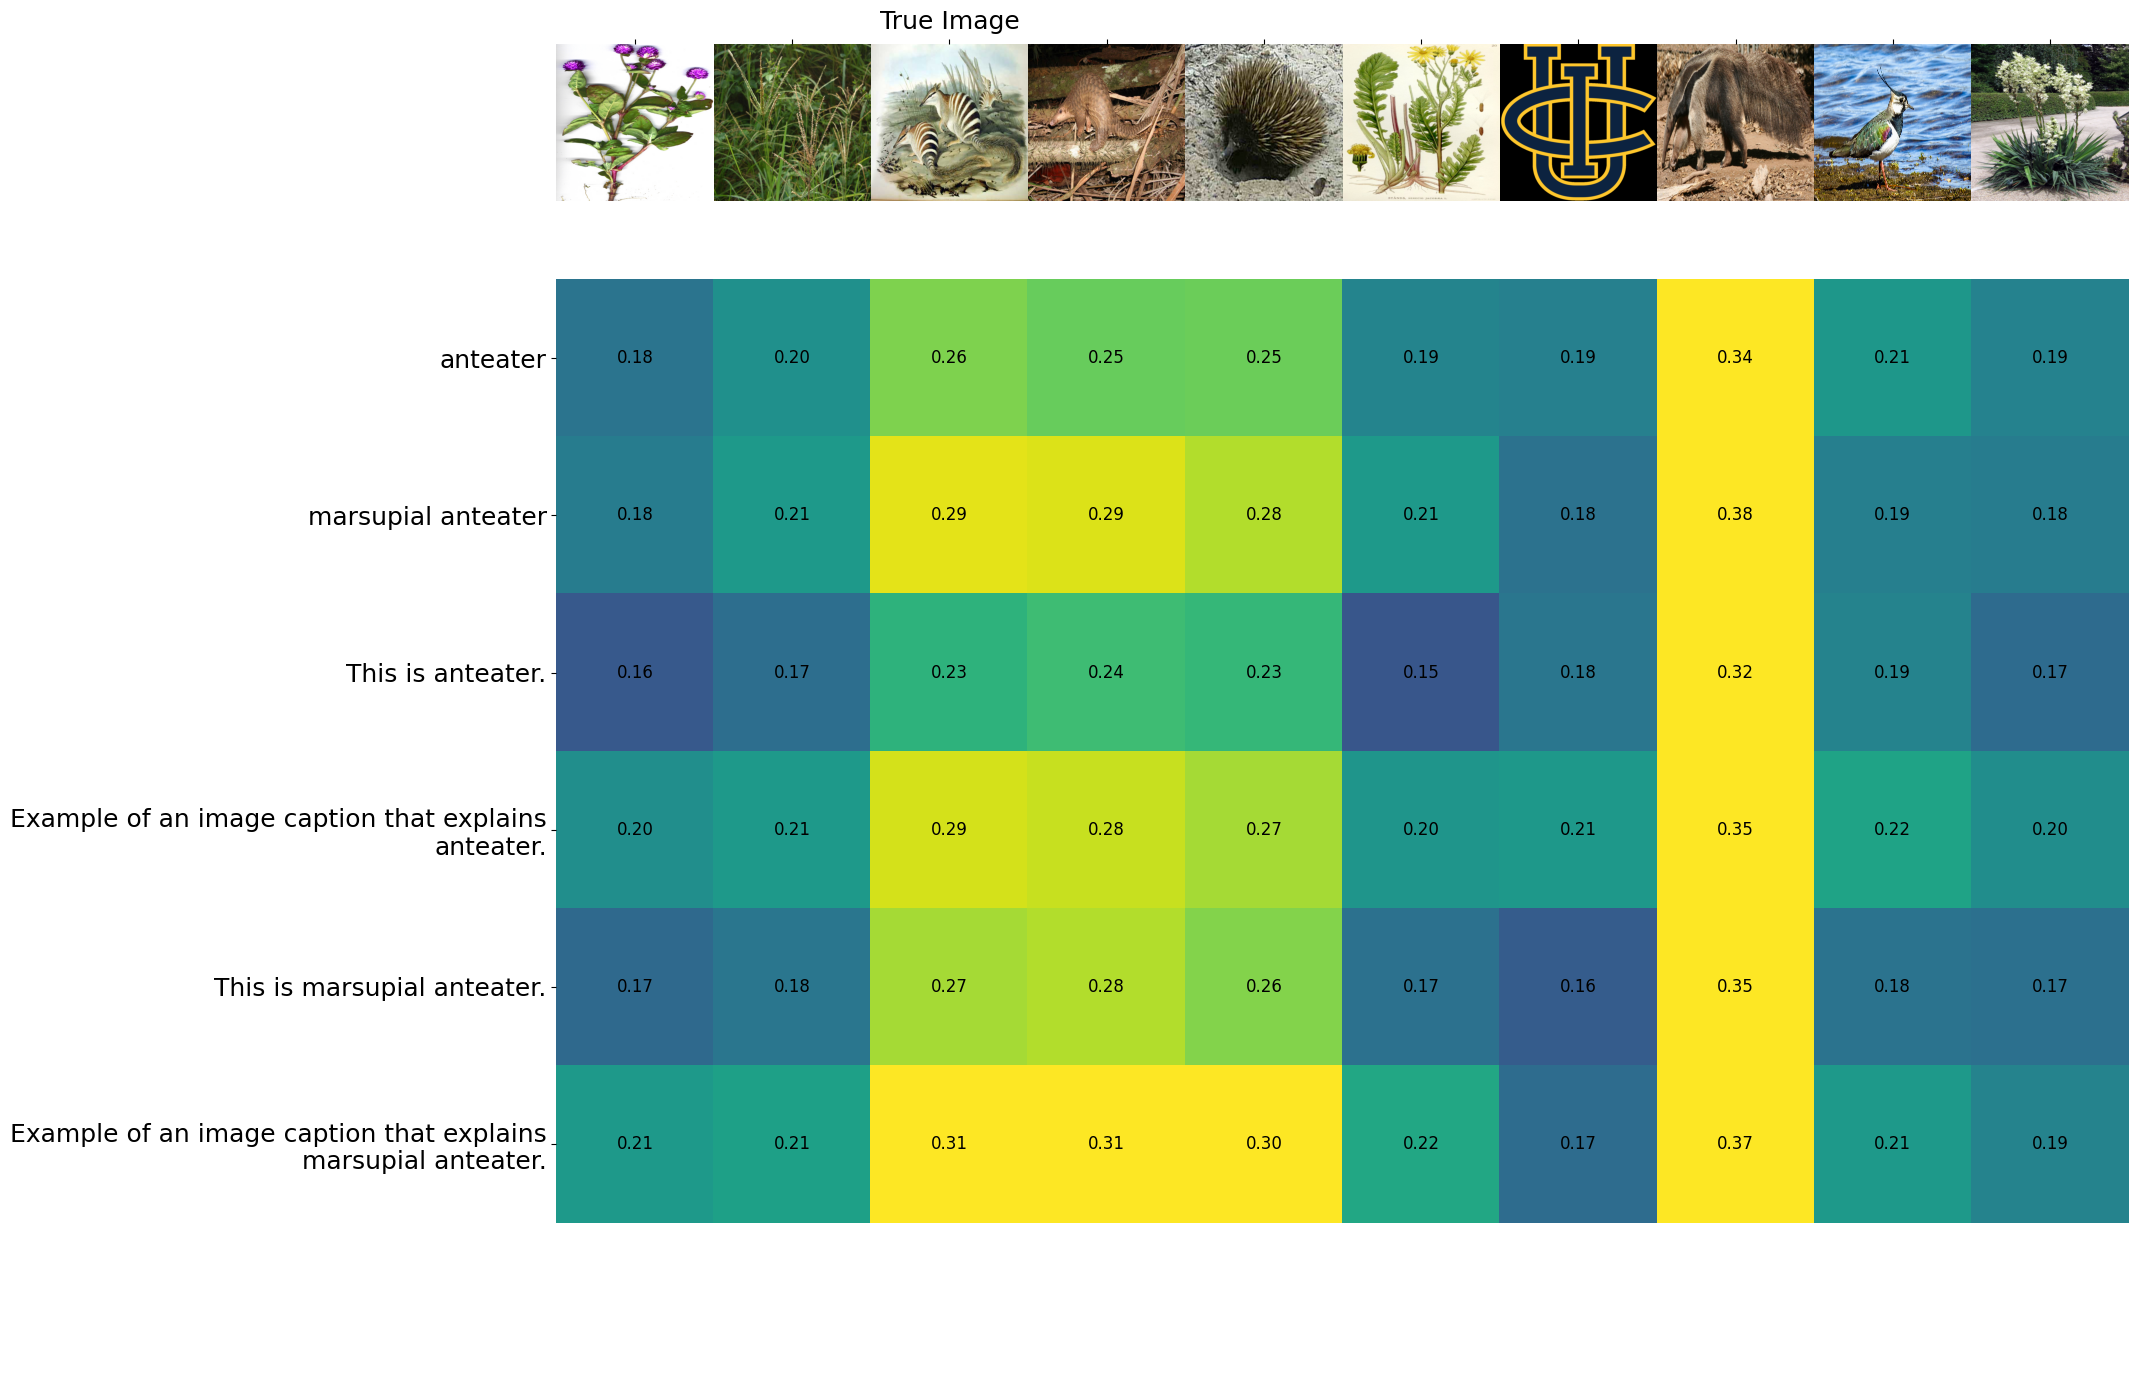 True Image
anteater
0.18 0.20 0.26 0.25 0.25 0.19 0.19 0.34 0.21 0.19
marsupial anteater
0.18 0.21 0.29 0.29 0.28 0.21 0.18 0.38 0.19 0.18
This is anteater.
0.16 0.17 0.23 0.24 0.23 0.15 0.18 0.32 0.19 0.17
Example of an image caption that explains
anteater.
0.20 0.21 0.29 0.28 0.27 0.20 0.21 0.35 0.22 0.20
This is marsupial anteater.
0.17 0.18 0.27 0.28 0.26 0.17 0.16 0.35 0.18 0.17
Example of an image caption that explains
marsupial anteater.
0.21 0.21 0.31 0.31 0.30 0.22 0.17 0.37 0.21 0.19